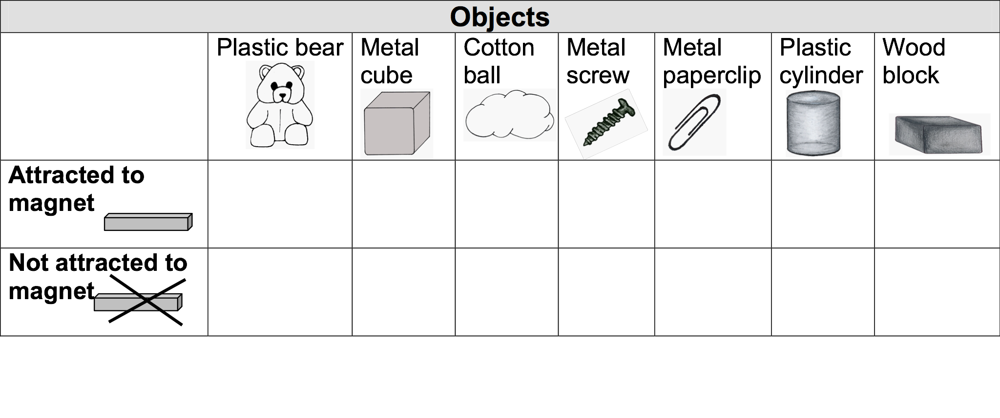 Objects
Plastic bear
Metal
cube
Cotton
ball
Metal
screw
Metal
paperclip
Plastic
cylinder
Wood
block
Attracted to
magnet
Not attracted to
magnet